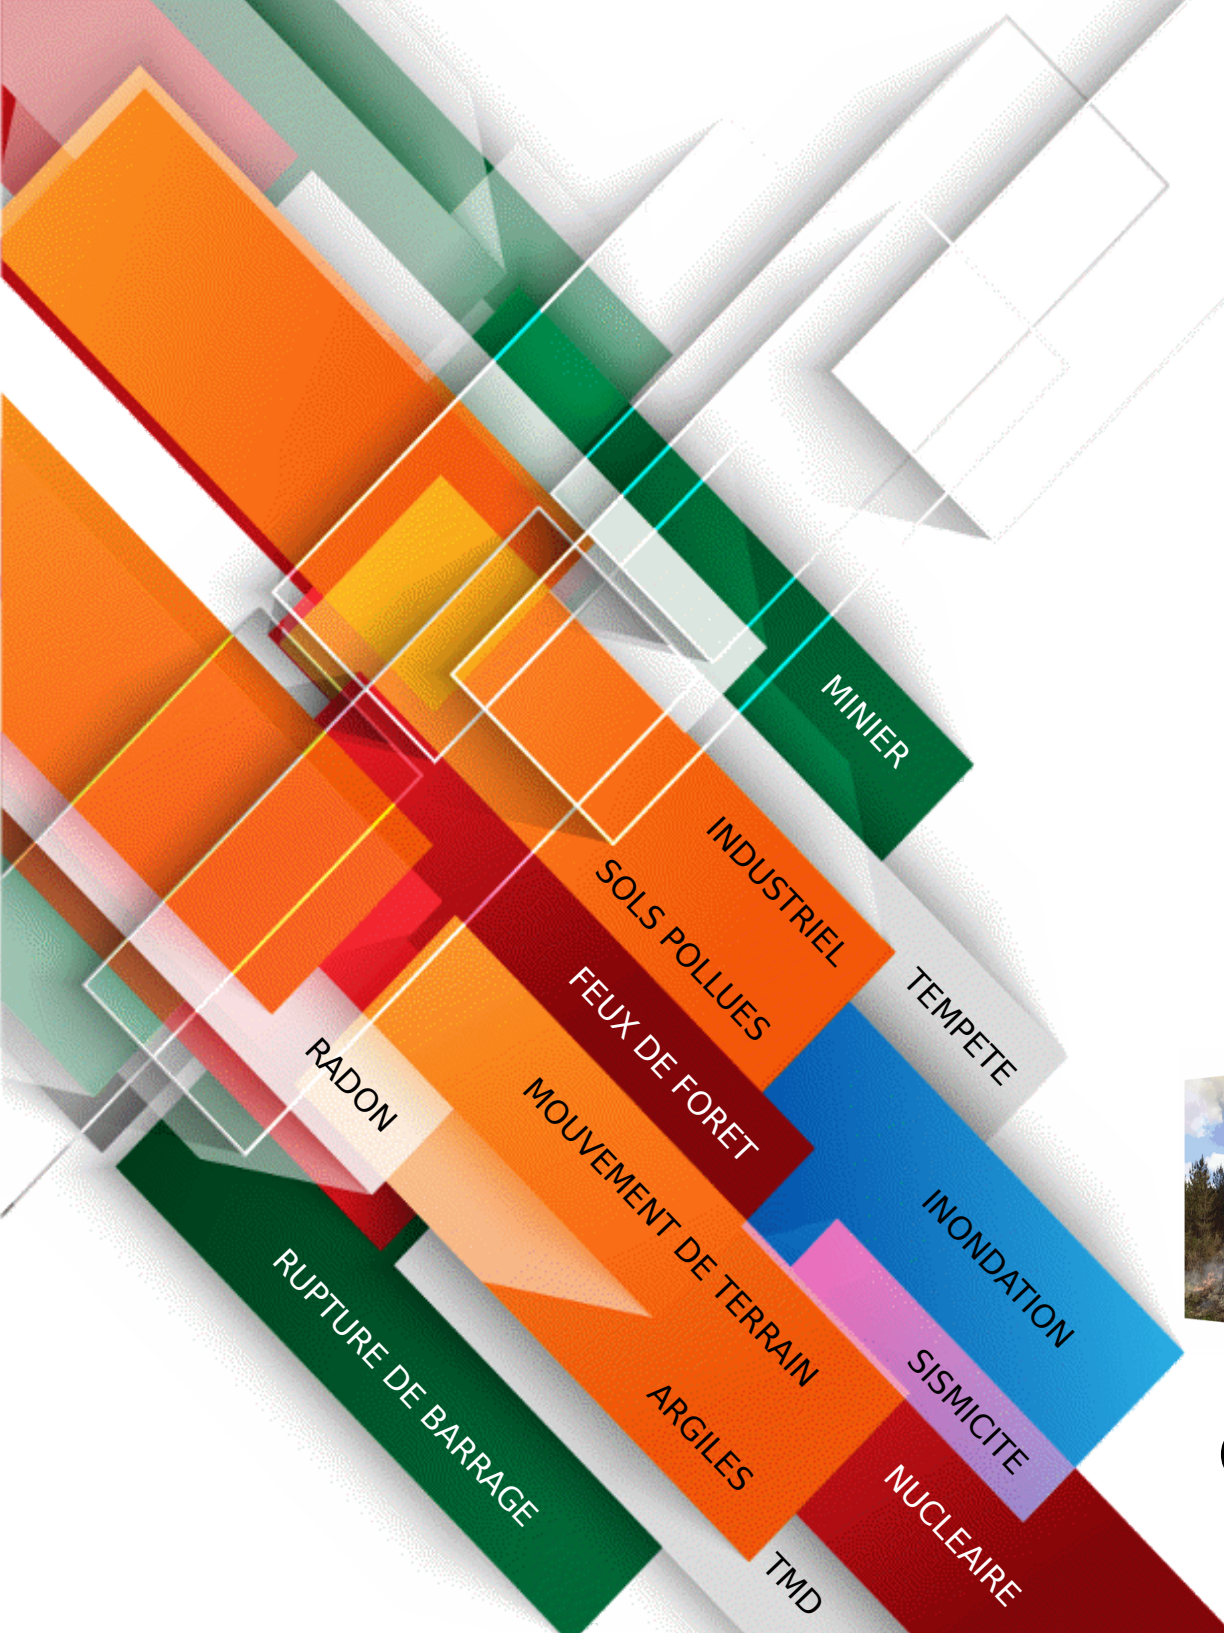 MINIER
INDUSTRIEL
SOLS POLLUES
TEMPETE
FEUX DE FORET
RADON
MOUVEMENT DE TERRAIN
INONDATION
RUPTURE DE BARRAGE
SISMICITE
ARGILES
NUCLEAIRE
TMD